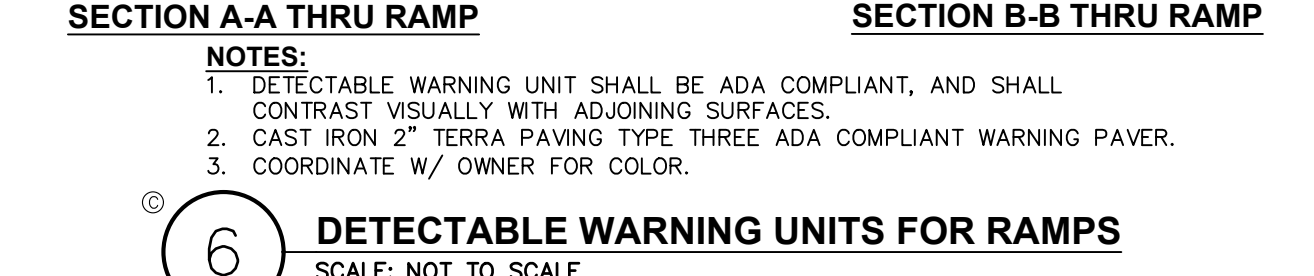 SECTION A-A THRU RAMP
SECTION B-B THRU RAMP
NOTES:
1. DETECTABLE WARNING UNIT SHALL BE ADA COMPLIANT, AND SHALL
CONTRAST VISUALLY WITH ADJOINING SURFACES.
2. CAST IRON 2" TERRA PAVING TYPE THREE ADA COMPLIANT WARNING PAVER.
3. COORDINATE W/ OWNER FOR COLOR.
©
6
DETECTABLE WARNING UNITS FOR RAMPS
SCALE: NOT TO SCALE